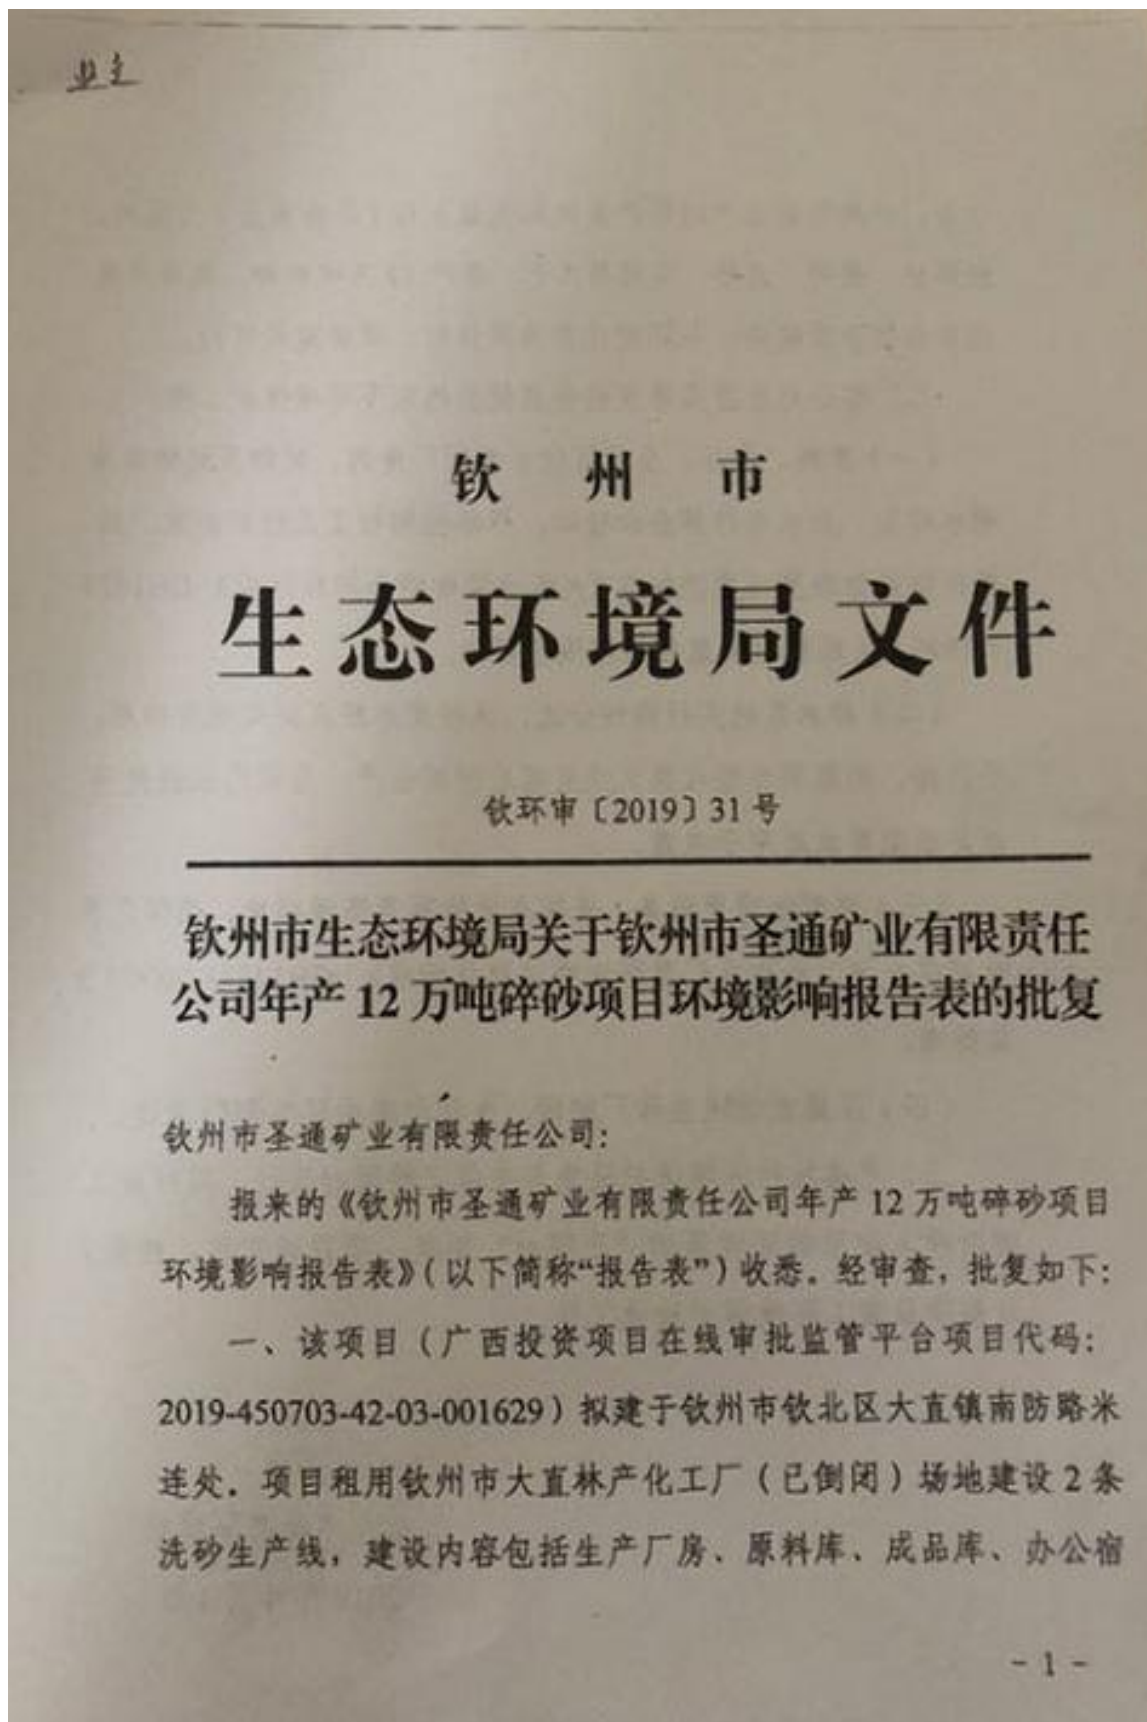 业主
钦州市
生态环境局文件
钦环审〔2019〕31号
钦州市生态环境局关于钦州市圣通矿业有限责任
公司年产12万吨碎砂项目环境影响报告表的批复
钦州市圣通矿业有限责任公司:
报来的《钦州市圣通矿业有限责任公司年产12万吨碎砂项目
环境影响报告表》(以下简称“报告表”)收悉。经审查,批复如下:
一、该项目(广西投资项目在线审批监管平台项目代码:
2019-450703-42-03-001629)拟建于钦州市钦北区大直镇南防路米
连处。项目租用钦州市大直林产化工厂(已倒闭)场地建设2条
洗砂生产线,建设内容包括生产厂房、原料库、成品库、办公宿
- 1 -